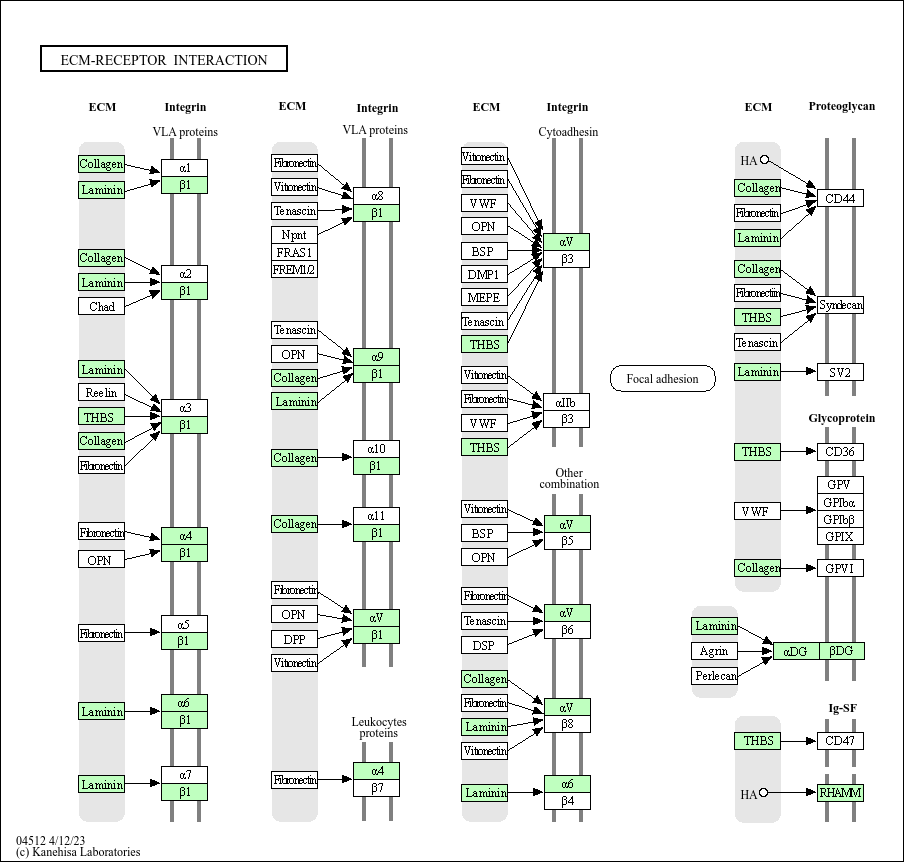 ECM-RECEPTOR INTERACTION
ECM
Integrin
VLA proteins
Collagen
Laminin
α1
β1
Collagen
Laminin
Chad
α2
β1
Laminin
Reelin
THBS
Collagen
Fibronectin
α3
β1
Fibronectin
OPN
α4
β1
Fibronectin
α5
β1
Laminin
α6
β1
Laminin
α7
β1
ECM
Integrin
VLA proteins
Fibronectin
Vitronectin
Tenascin
Npnt
FRAS1
FREM1/2
α8
β1
Tenascin
OPN
Collagen
Laminin
α9
β1
Collagen
α10
β1
Collagen
α11
β1
Fibronectin
OPN
DPP
Vitronectin
αV
β1
Leukocytes
proteins
Fibronectin
α4
β7
ECM
Integrin
Cytoadhesin
Vitronectin
Fibronectin
VWF
OPN
BSP
DMP1
MEPE
Tenascin
THBS
αV
β3
Vitronectin
Fibronectin
VWF
THBS
αIIb
β3
Other
combination
Vitronectin
BSP
OPN
αV
β5
Fibronectin
Tenascin
DSP
αV
β6
Collagen
Fibronectin
Laminin
Vitronectin
αV
β8
Laminin
α6
β4
Focal adhesion
ECM
Proteoglycan
HA
Collagen
Fibronectin
Laminin
CD44
Collagen
Fibronectin
THBS
Tenascin
Syndecan
Laminin
SV2
Glycoprotein
THBS
CD36
VWF
GPV
GPIbα
GPIbβ
GPIX
Collagen
GPVI
Laminin
Agrin
Perlecan
αDG
βDG
Ig-SF
THBS
CD47
HA
RHAMM
04512 4/12/23
(c) Kanehisa Laboratories